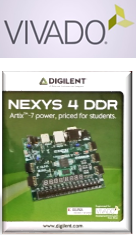 VIVADO
DIGILENT
NEXYS 4 DDR
Artix™-7 power, priced for students.
www.digilent.com